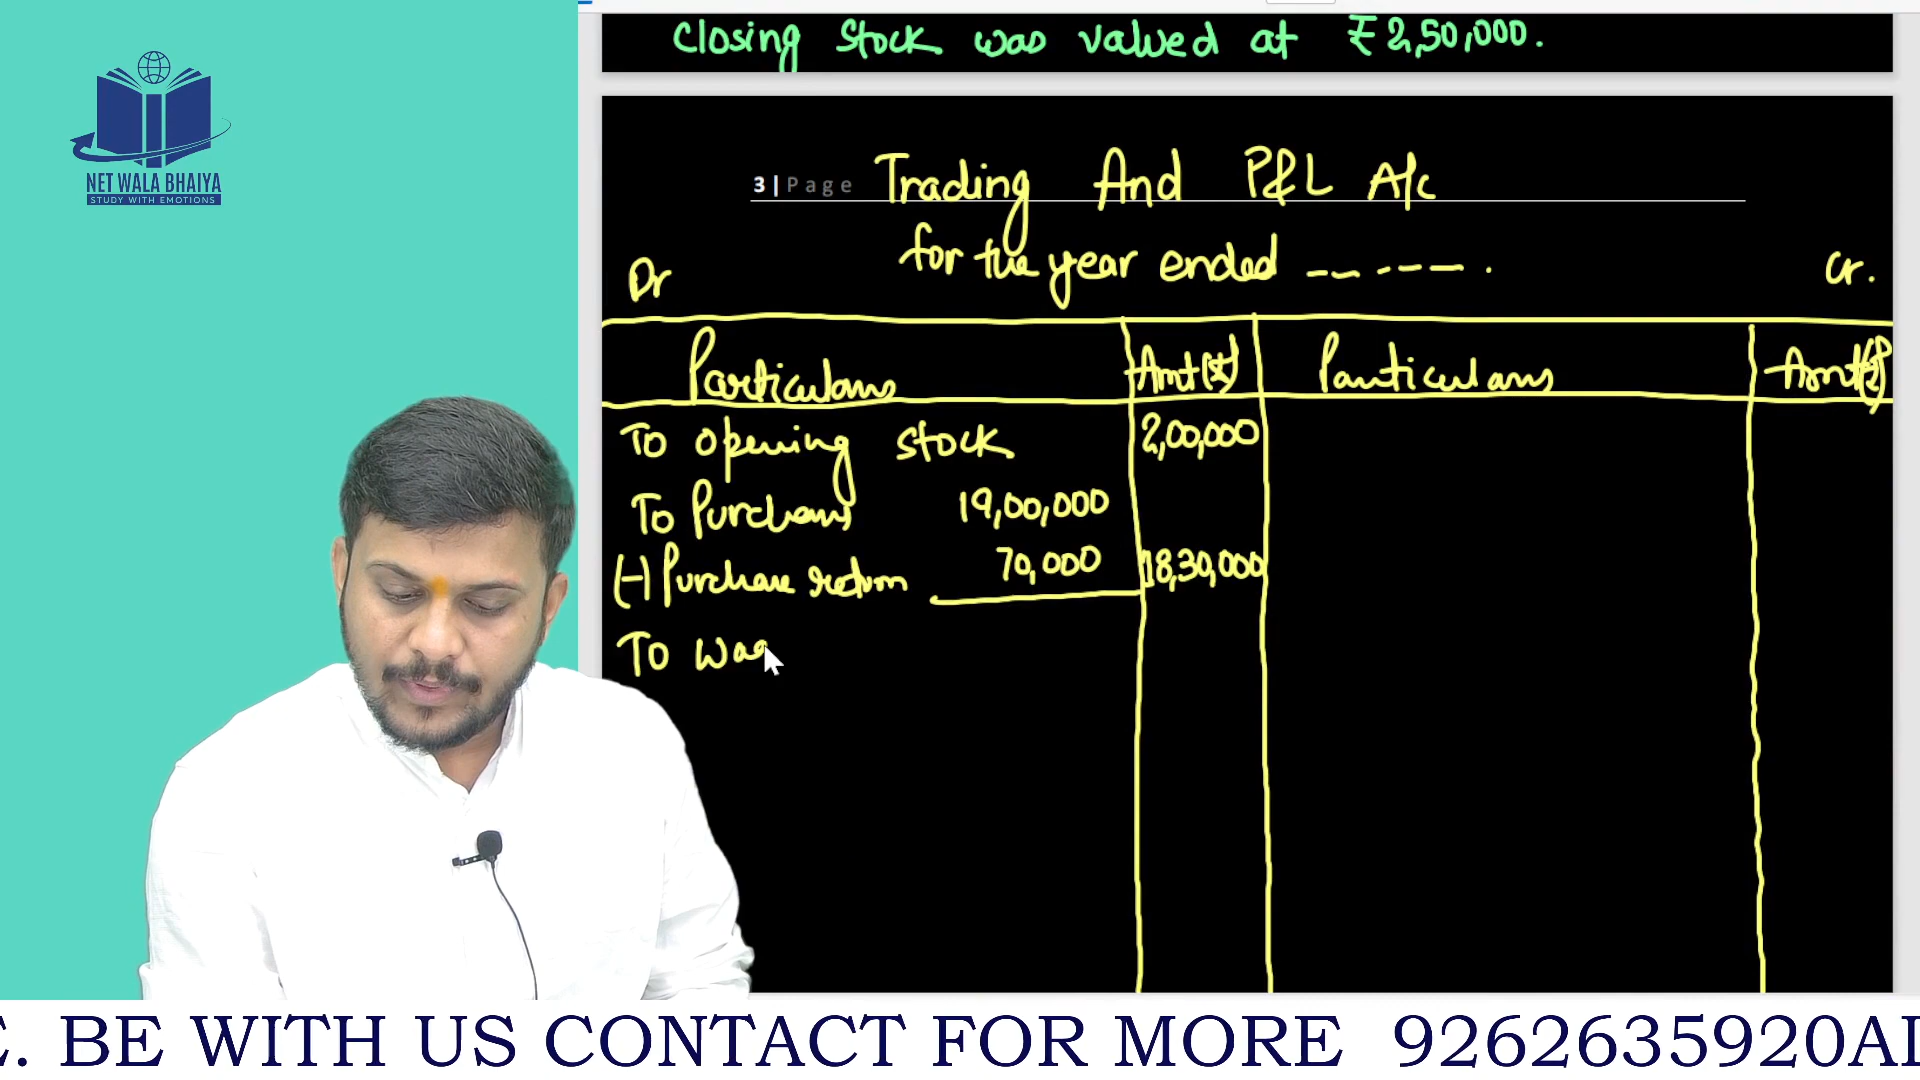 Closing Stock was valued at ₹ 2,50,000.
NET WALA BHAIYA
STUDY WITH EMOTIONS
3 | Page Trading And P&L A/c
for the year ended -- ----.
Dr Cr.
Particulars Amt(₹) Particulars Amt(₹)
To opening stock 2,00,000
To Purchases 19,00,000
(-) Purchase return 70,000 18,30,000
To wag
E. BE WITH US CONTACT FOR MORE 9262635920AL